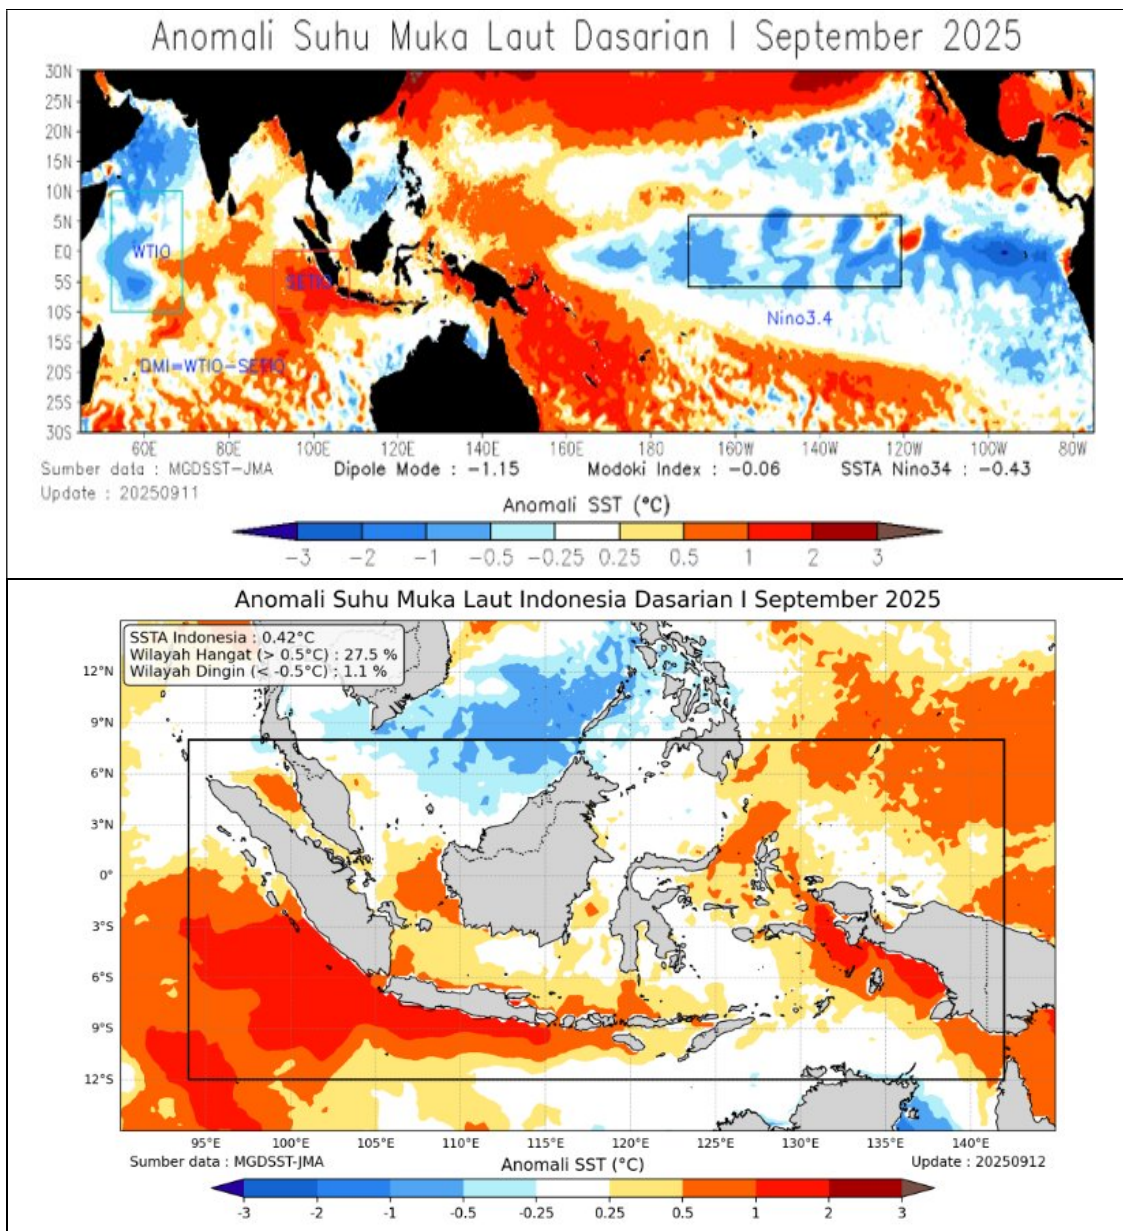 Anomali Suhu Muka Laut Dasarian I September 2025
30N
25N
20N
15N
10N
5N
EQ
5S
10S
15S
20S
25S
30S
WTIO
SETIO
Nino3.4
DMI=WTIO-SETIO
60E 80E 100E 120E 140E 160E 180 160W 140W 120W 100W 80W
Sumber data : MGDSST-JMA Dipole Mode : -1.15 Modoki Index : -0.06 SSTA Nino34 : -0.43
Update : 20250911
Anomali SST (°C)
-3 -2 -1 -0.5 -0.25 0.25 0.5 1 2 3
Anomali Suhu Muka Laut Indonesia Dasarian I September 2025
SSTA Indonesia : 0.42°C
Wilayah Hangat (> 0.5°C) : 27.5 %
Wilayah Dingin (< -0.5°C) : 1.1 %
12°N
9°N
6°N
3°N
0°
3°S
6°S
9°S
12°S
95°E 100°E 105°E 110°E 115°E 120°E 125°E 130°E 135°E 140°E
Sumber data : MGDSST-JMA Anomali SST (°C) Update : 20250912
-3 -2 -1 -0.5 -0.25 0.25 0.5 1 2 3